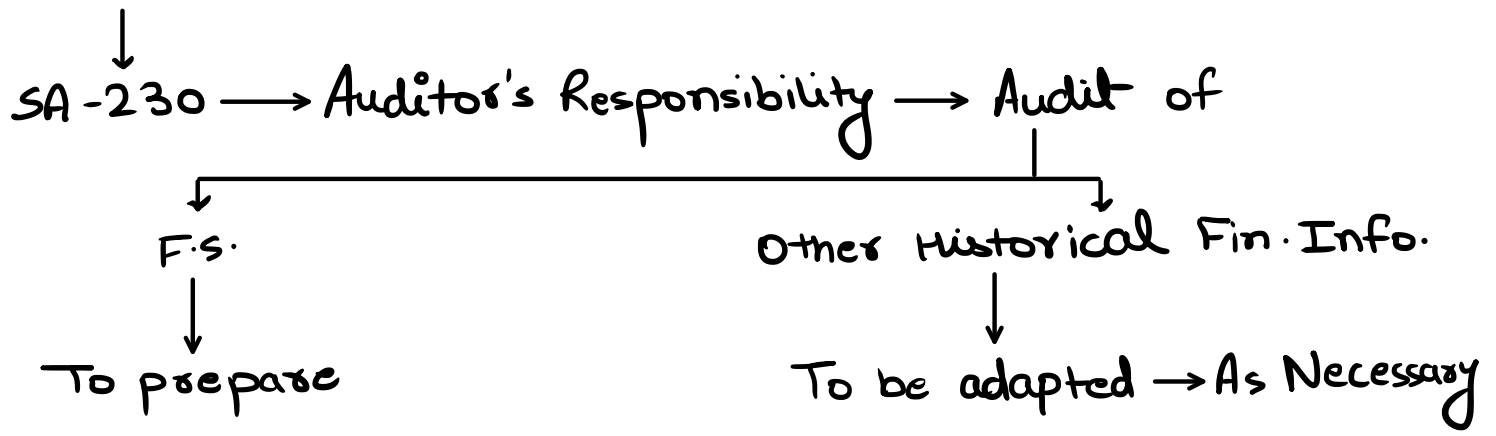 SA-230 → Auditor's Responsibility → Audit of
F.S. Other Historical Fin. Info.
To prepare To be adapted → As Necessary